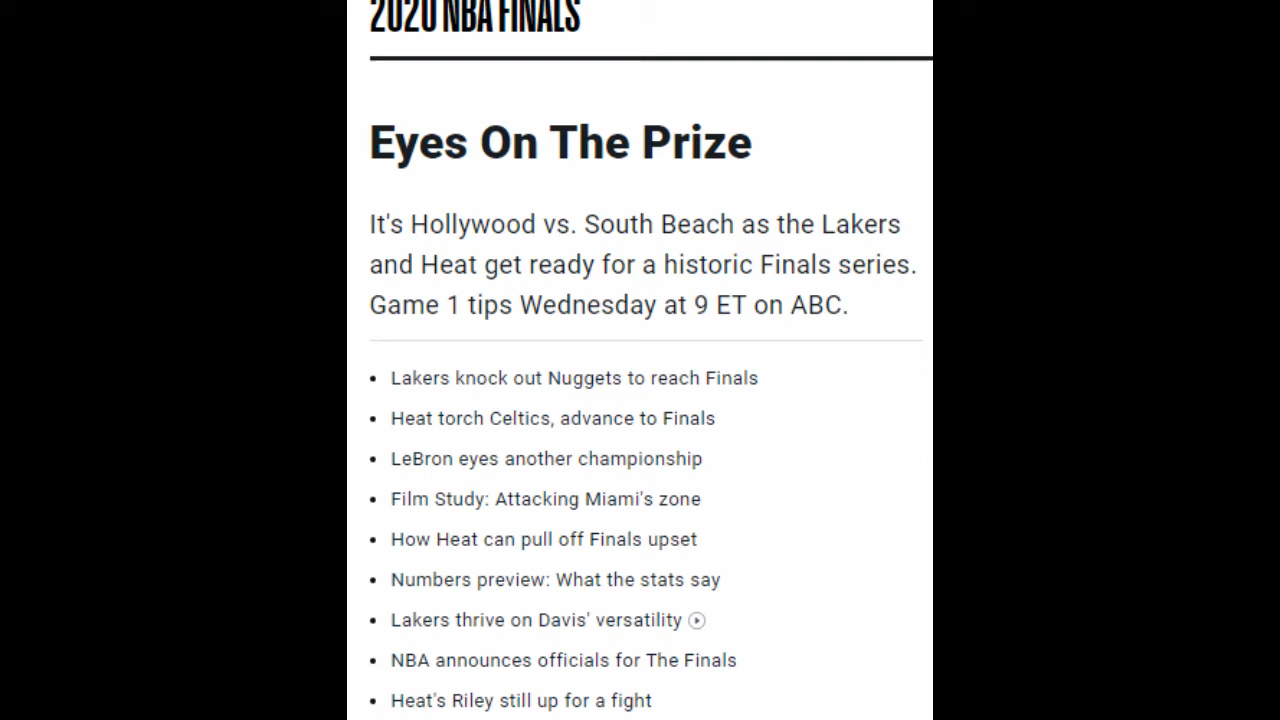 2020 NBA FINALS
Eyes On The Prize
It's Hollywood vs. South Beach as the Lakers
and Heat get ready for a historic Finals series.
Game 1 tips Wednesday at 9 ET on ABC.
• Lakers knock out Nuggets to reach Finals
• Heat torch Celtics, advance to Finals
• LeBron eyes another championship
• Film Study: Attacking Miami's zone
• How Heat can pull off Finals upset
• Numbers preview: What the stats say
• Lakers thrive on Davis' versatility
• NBA announces officials for The Finals
• Heat's Riley still up for a fight